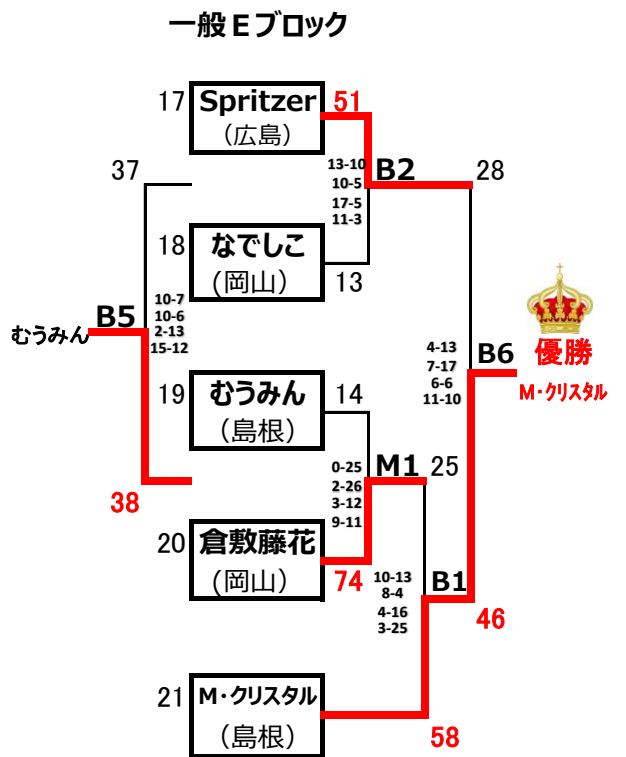 一般Eブロック
17
Spritzer
（広島）
51
13-10
10-5
17-5
11-3
B2
28
37
18
なでしこ
(岡山）
13
10-7
10-6
2-13
15-12
B5
むうみん
38
優勝
M・クリスタル
4-13
7-17
6-6
11-10
B6
19
むうみん
（島根）
14
0-25
2-26
3-12
9-11
M1
25
20
倉敷藤花
(岡山）
74
10-13
8-4
4-16
3-25
B1
46
21
M・クリスタル
（島根）
58